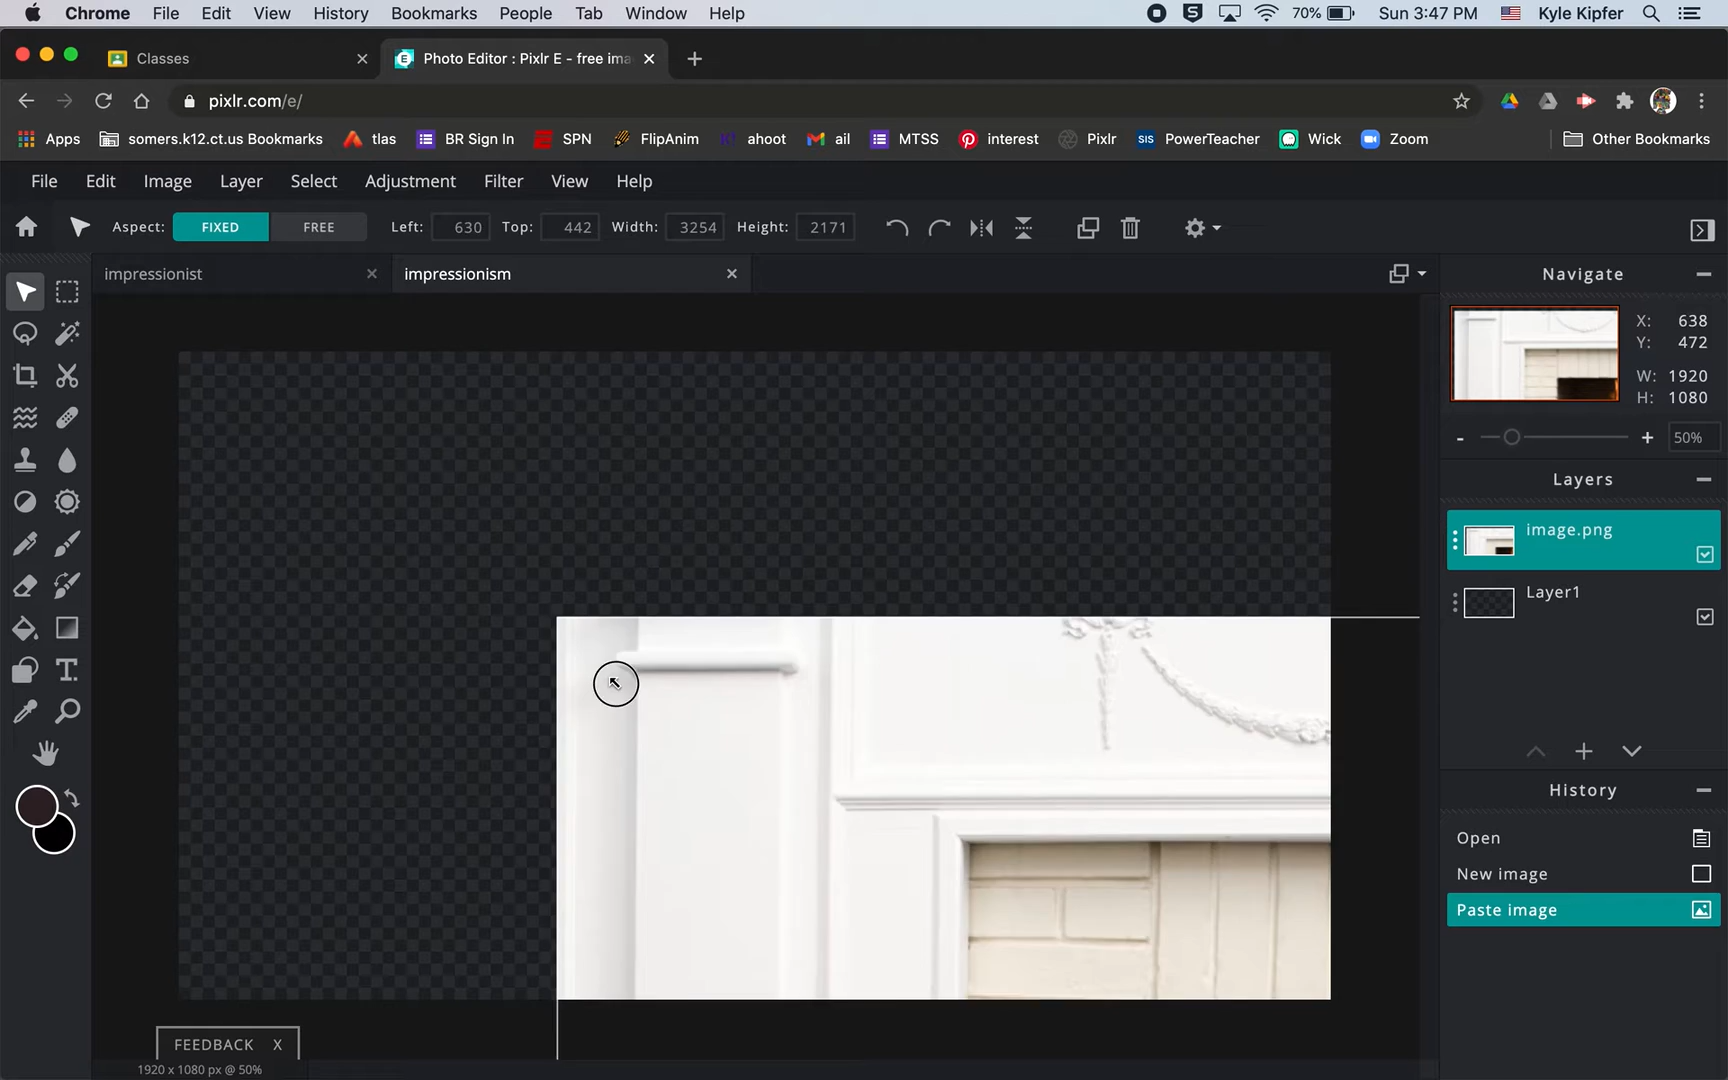 Chrome File Edit View History Bookmarks People Tab Window Help 70% Sun 3:47 PM Kyle Kipfer
Classes Photo Editor : Pixlr E - free ima
pixlr.com/e/
Apps somers.k12.ct.us Bookmarks tlas BR Sign In SPN FlipAnim ahoot ail MTSS interest Pixlr SIS PowerTeacher Wick Zoom Other Bookmarks
File Edit Image Layer Select Adjustment Filter View Help
Aspect: FIXED FREE Left: 630 Top: 442 Width: 3254 Height: 2171
impressionist impressionism
Navigate
X: 638
Y: 472
W: 1920
H: 1080
- + 50%
Layers
image.png
Layer1
History
Open
New image
Paste image
FEEDBACK X
1920 x 1080 px @ 50%